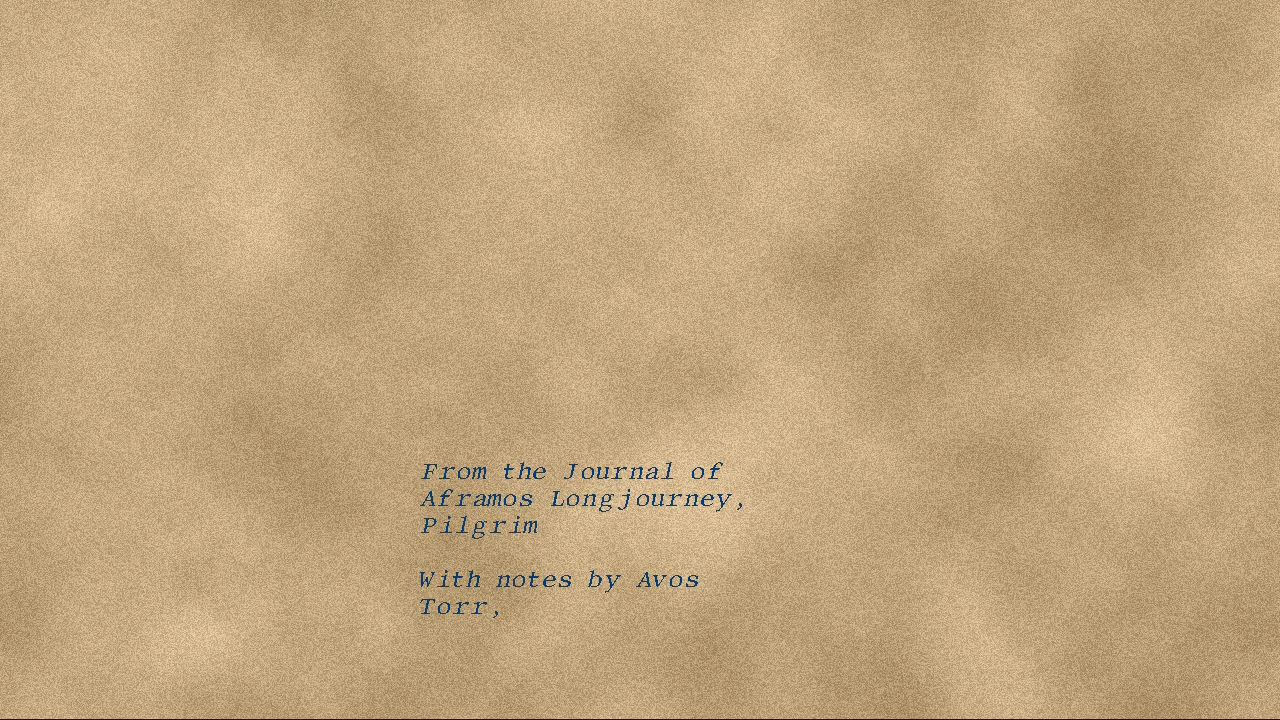 From the Journal of
Aframos Longjourney,
Pilgrim
With notes by Avos
Torr,